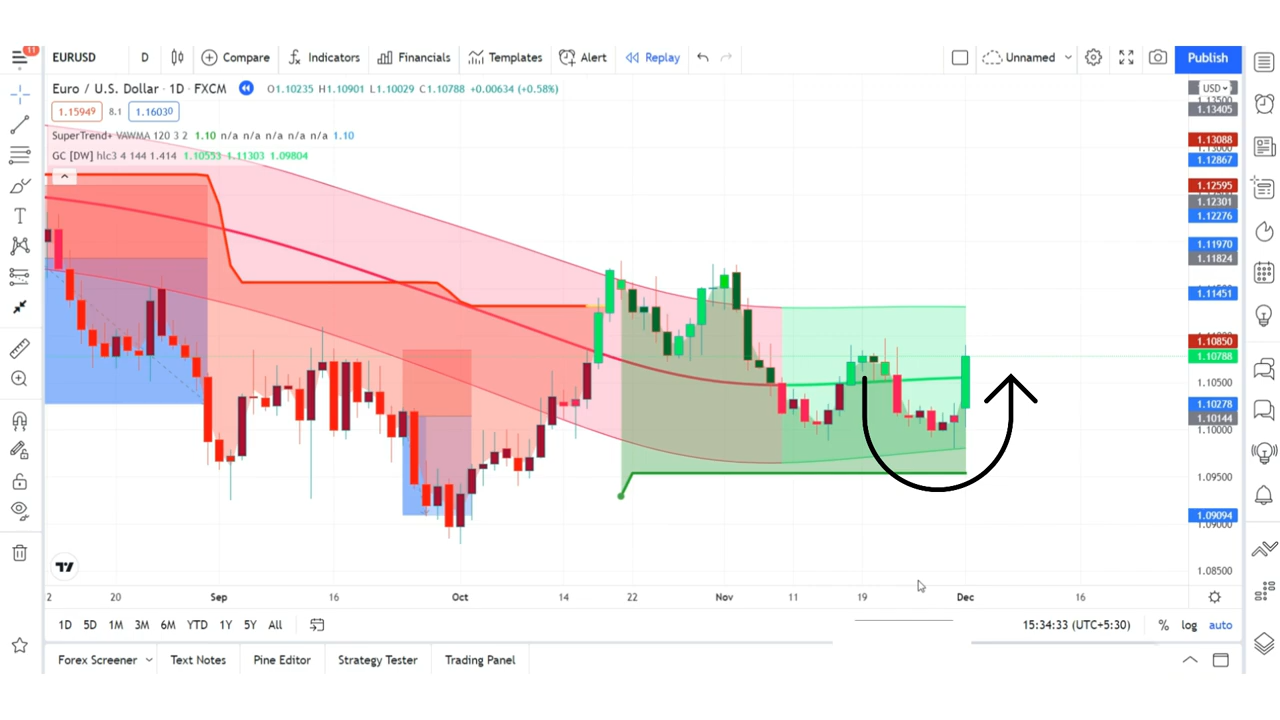 11
EURUSD D Compare Indicators Financials Templates Alert Replay Unnamed Publish
Euro / U.S. Dollar · 1D · FXCM O1.10235 H1.10901 L1.10029 C1.10788 +0.00634 (+0.58%)
1.15949 8.1 1.16030
SuperTrend+ YAWMA 120 3 2 1.10 n/a n/a n/a n/a n/a 1.10
GC [DW] hlc3 4 144 1.414 1.10553 1.11303 1.09804
USD
1.13500
1.13405
1.13088
1.12867
1.12595
1.12301
1.12276
1.11970
1.11824
1.11451
1.10850
1.10788
1.10500
1.10278
1.10144
1.10000
1.09500
1.09094
1.09000
1.08500
2 20 Sep 16 Oct 14 22 Nov 11 19 Dec 16
1D 5D 1M 3M 6M YTD 1Y 5Y All 15:34:33 (UTC+5:30) % log auto
Forex Screener Text Notes Pine Editor Strategy Tester Trading Panel